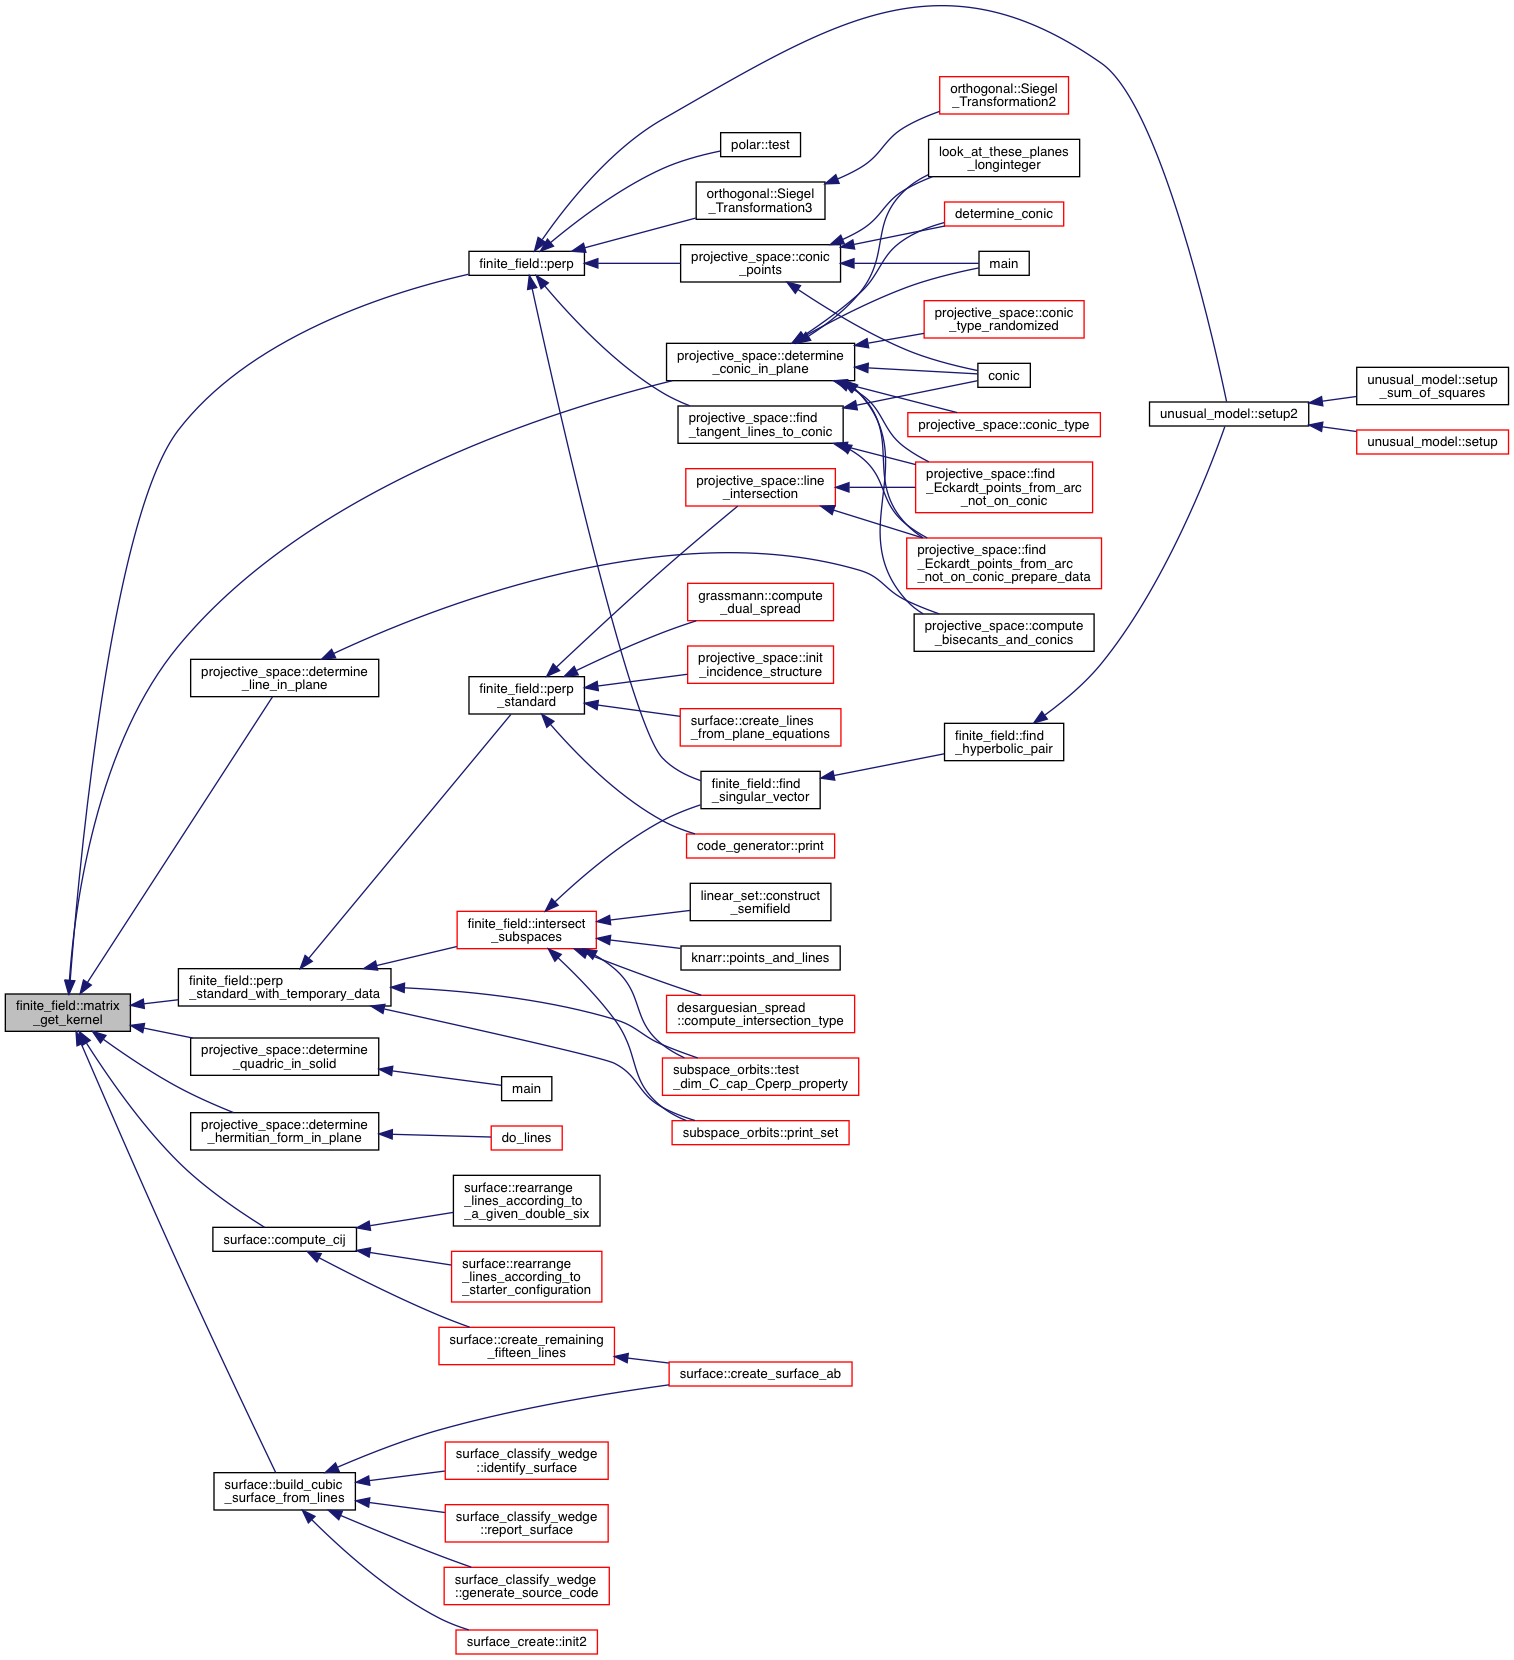 orthogonal::Siegel
_Transformation2
polar::test
look_at_these_planes
_longinteger
orthogonal::Siegel
_Transformation3
determine_conic
finite_field::perp
projective_space::conic
_points
main
projective_space::conic
_type_randomized
projective_space::determine
_conic_in_plane
conic
unusual_model::setup
_sum_of_squares
unusual_model::setup2
projective_space::find
_tangent_lines_to_conic
projective_space::conic_type
unusual_model::setup
projective_space::line
_intersection
projective_space::find
_Eckardt_points_from_arc
_not_on_conic
projective_space::find
_Eckardt_points_from_arc
_not_on_conic_prepare_data
grassmann::compute
_dual_spread
projective_space::compute
_bisecants_and_conics
projective_space::determine
_line_in_plane
projective_space::init
_incidence_structure
finite_field::perp
_standard
surface::create_lines
_from_plane_equations
finite_field::find
_hyperbolic_pair
finite_field::find
_singular_vector
code_generator::print
linear_set::construct
_semifield
finite_field::intersect
_subspaces
knarr::points_and_lines
finite_field::perp
_standard_with_temporary_data
finite_field::matrix
_get_kernel
desarguesian_spread
::compute_intersection_type
projective_space::determine
_quadric_in_solid
subspace_orbits::test
_dim_C_cap_Cperp_property
main
projective_space::determine
_hermitian_form_in_plane
do_lines
subspace_orbits::print_set
surface::rearrange
_lines_according_to
_a_given_double_six
surface::compute_cij
surface::rearrange
_lines_according_to
_starter_configuration
surface::create_remaining
_fifteen_lines
surface::create_surface_ab
surface_classify_wedge
::identify_surface
surface::build_cubic
_surface_from_lines
surface_classify_wedge
::report_surface
surface_classify_wedge
::generate_source_code
surface_create::init2